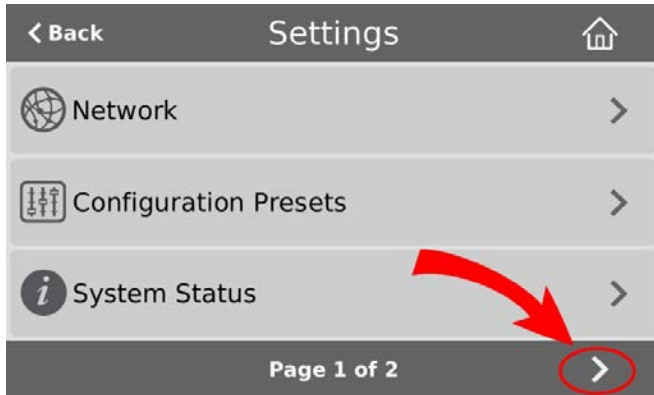 Back Settings
Network
Configuration Presets
i System Status
Page 1 of 2